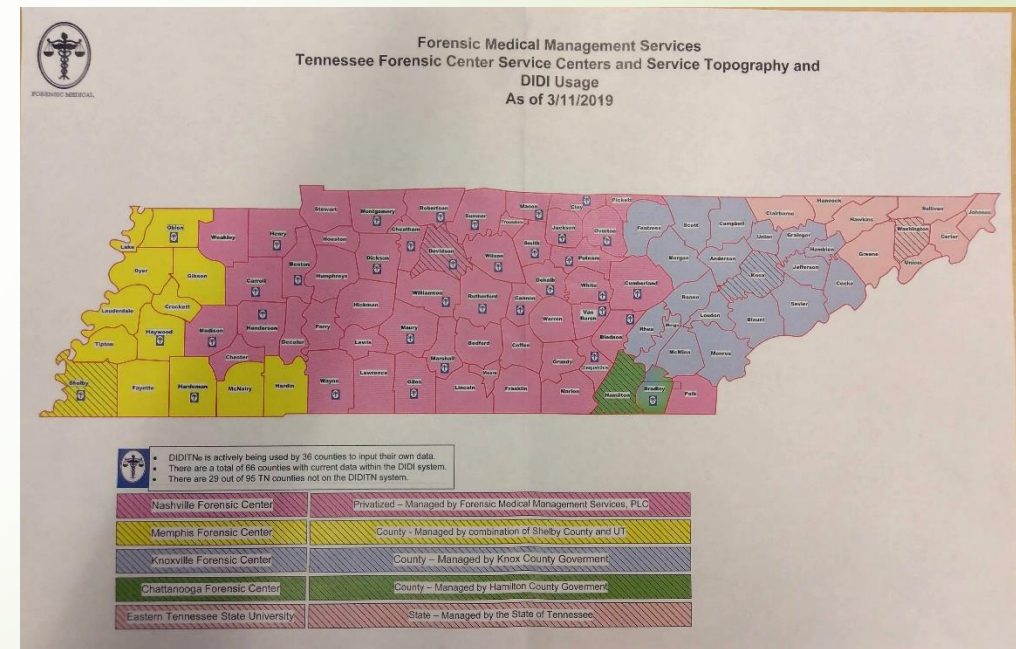 FORENSIC MEDICAL
Forensic Medical Management Services
Tennessee Forensic Center Service Centers and Service Topography and
DIDI Usage
As of 3/11/2019
Hancock
Pickett
Claiborne
Sullivan
Johnson
Stewart
Montgomery
Robertson
Sumner
Macon
Clay
Hawkins
Washington
Carter
Unicoi
Greene
Obion
Weakley
Henry
Houston
Cheatham
Davidson
Trousdale
Jackson
Overton
Fentress
Scott
Campbell
Union
Grainger
Hamblen
Lake
Dyer
Gibson
Carroll
Benton
Humphreys
Dickson
Wilson
Smith
Putnam
Morgan
Anderson
Knox
Jefferson
Cocke
Lauderdale
Crockett
Henderson
Hickman
Williamson
Rutherford
Cannon
Dekalb
White
Cumberland
Roane
Loudon
Blount
Sevier
Tipton
Haywood
Madison
Chester
Decatur
Perry
Lewis
Maury
Bedford
Coffee
Warren
Van
Buren
Bledsoe
Rhea
Meigs
McMinn
Monroe
Shelby
Fayette
Hardeman
McNairy
Hardin
Wayne
Lawrence
Giles
Marshall
Moore
Lincoln
Franklin
Grundy
Sequatchie
Marion
Hamilton
Bradley
Polk
• DIDITNe is actively being used by 36 counties to input their own data.
• There are a total of 66 counties with current data within the DIDI system.
• There are 29 out of 95 TN counties not on the DIDITN system.
Nashville Forensic Center Privatized – Managed by Forensic Medical Management Services, PLC
Memphis Forensic Center County - Managed by combination of Shelby County and UT
Knoxville Forensic Center County – Managed by Knox County Goverment
Chattanooga Forensic Center County – Managed by Hamilton County Goverment
Eastern Tennessee State University State – Managed by the State of Tennessee